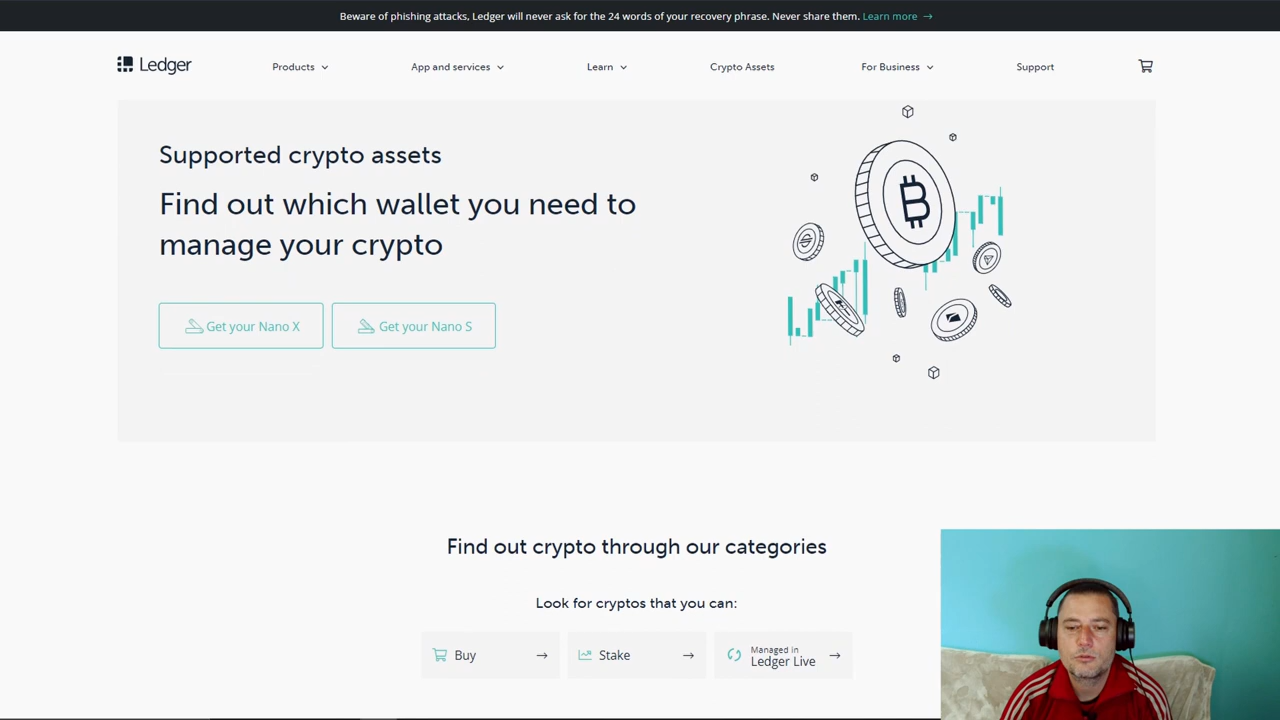 Beware of phishing attacks, Ledger will never ask for the 24 words of your recovery phrase. Never share them. Learn more →
Ledger
Products
App and services
Learn
Crypto Assets
For Business
Support
Supported crypto assets
Find out which wallet you need to
manage your crypto
Get your Nano X
Get your Nano S
Find out crypto through our categories
Look for cryptos that you can:
Buy →
Stake →
Managed in
Ledger Live →